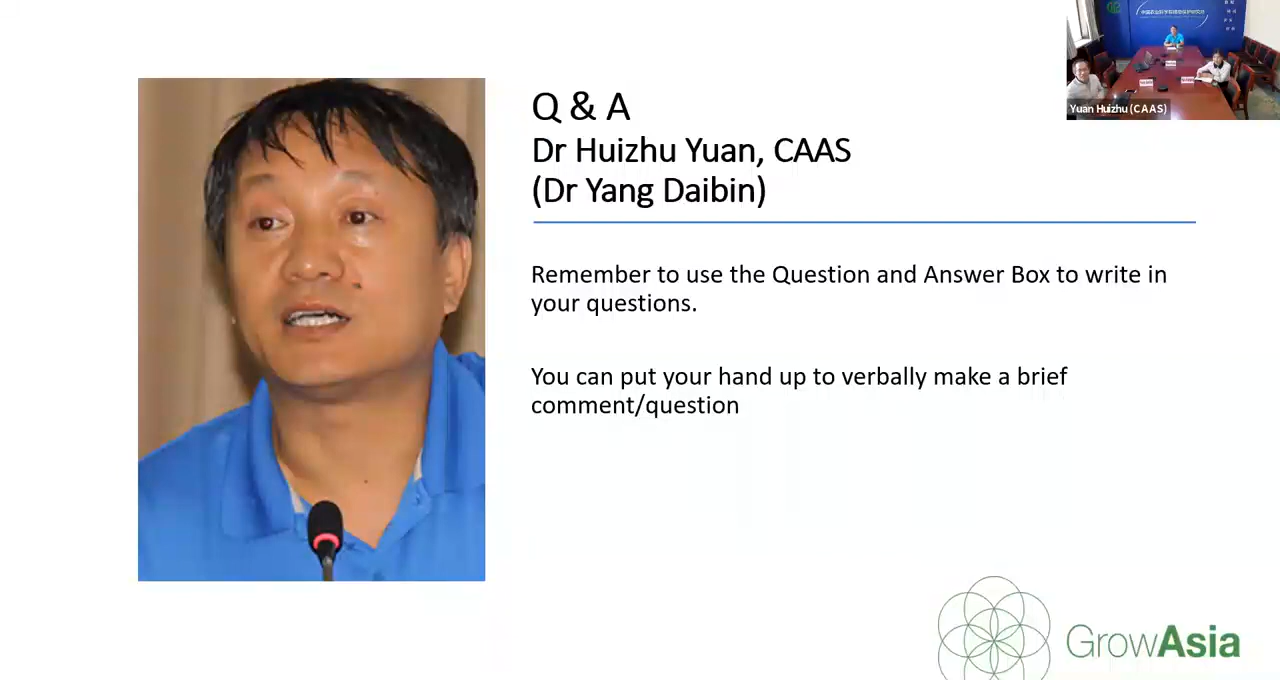 Q & A
Dr Huizhu Yuan, CAAS
(Dr Yang Daibin)
Remember to use the Question and Answer Box to write in
your questions.
You can put your hand up to verbally make a brief
comment/question
Yuan Huizhu (CAAS)
GrowAsia